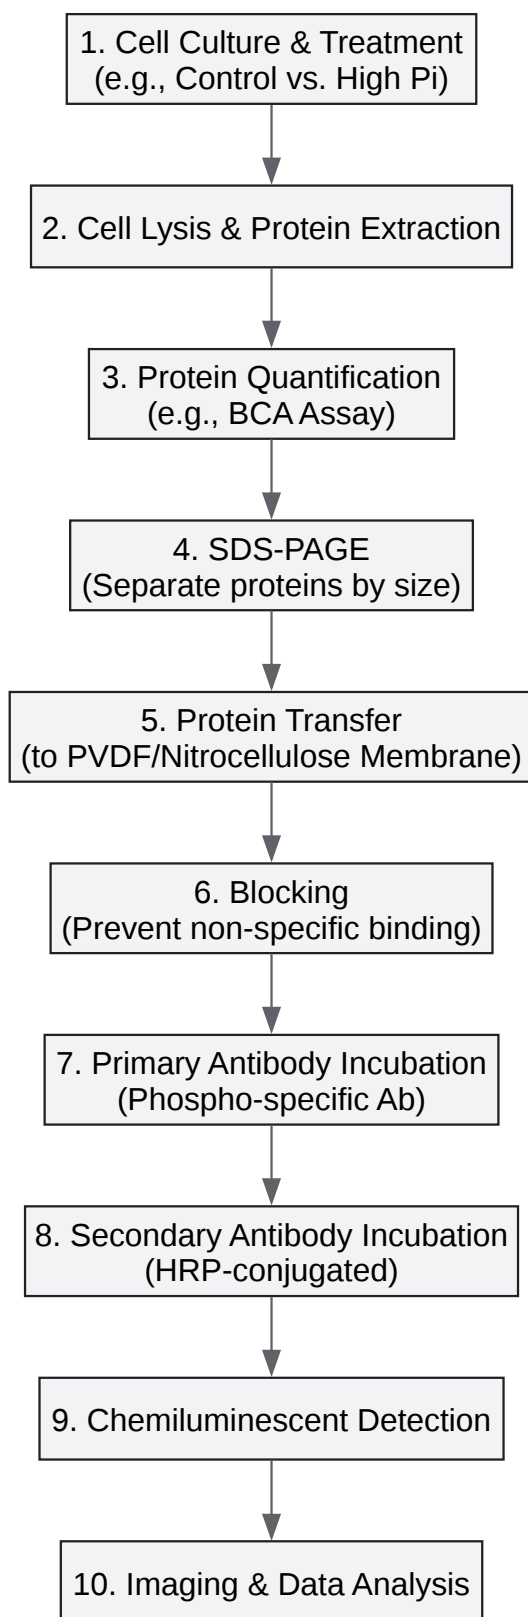 1. Cell Culture & Treatment
(e.g., Control vs. High Pi)
2. Cell Lysis & Protein Extraction
3. Protein Quantification
(e.g., BCA Assay)
4. SDS-PAGE
(Separate proteins by size)
5. Protein Transfer
(to PVDF/Nitrocellulose Membrane)
6. Blocking
(Prevent non-specific binding)
7. Primary Antibody Incubation
(Phospho-specific Ab)
8. Secondary Antibody Incubation
(HRP-conjugated)
9. Chemiluminescent Detection
10. Imaging & Data Analysis